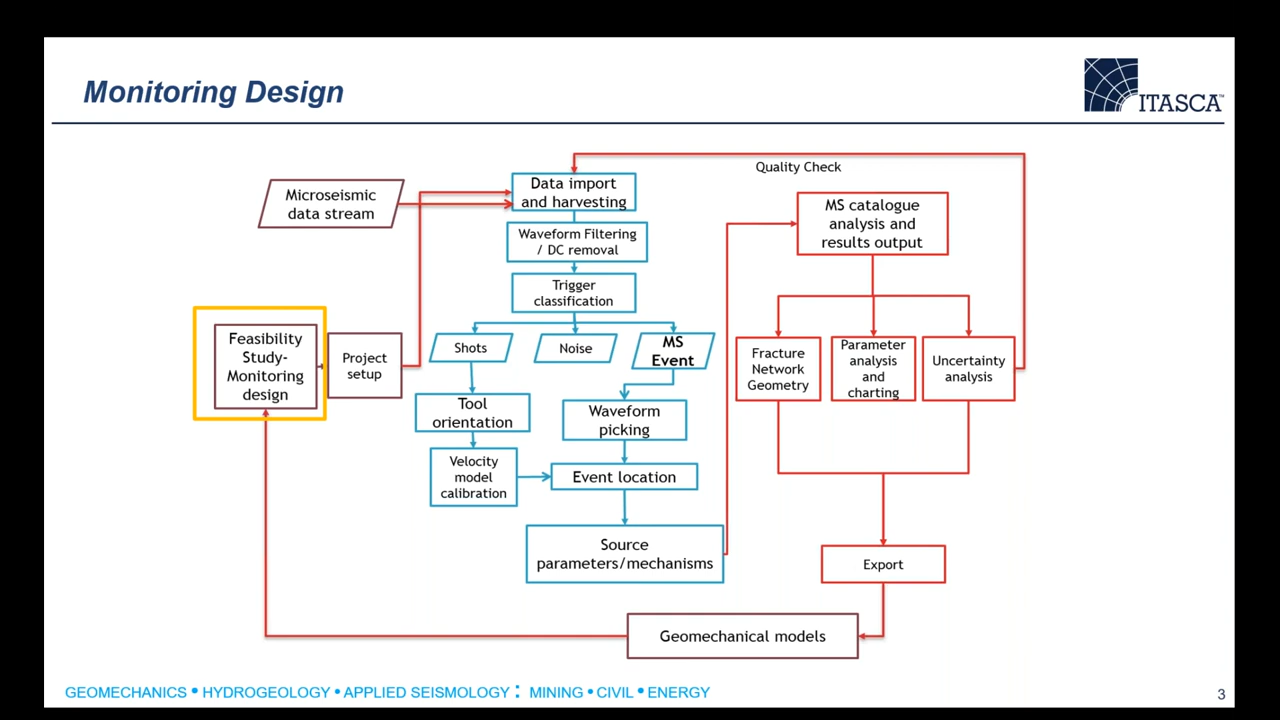 Monitoring Design
ITASCA™
Quality Check
Microseismic
data stream
Data import
and harvesting
MS catalogue
analysis and
results output
Waveform Filtering
/ DC removal
Trigger
classification
Feasibility
Study-
Monitoring
design
Project
setup
Shots
Noise
MS
Event
Fracture
Network
Geometry
Parameter
analysis
and
charting
Uncertainty
analysis
Tool
orientation
Waveform
picking
Velocity
model
calibration
Event location
Source
parameters/mechanisms
Export
Geomechanical models
GEOMECHANICS • HYDROGEOLOGY • APPLIED SEISMOLOGY : MINING • CIVIL • ENERGY
3